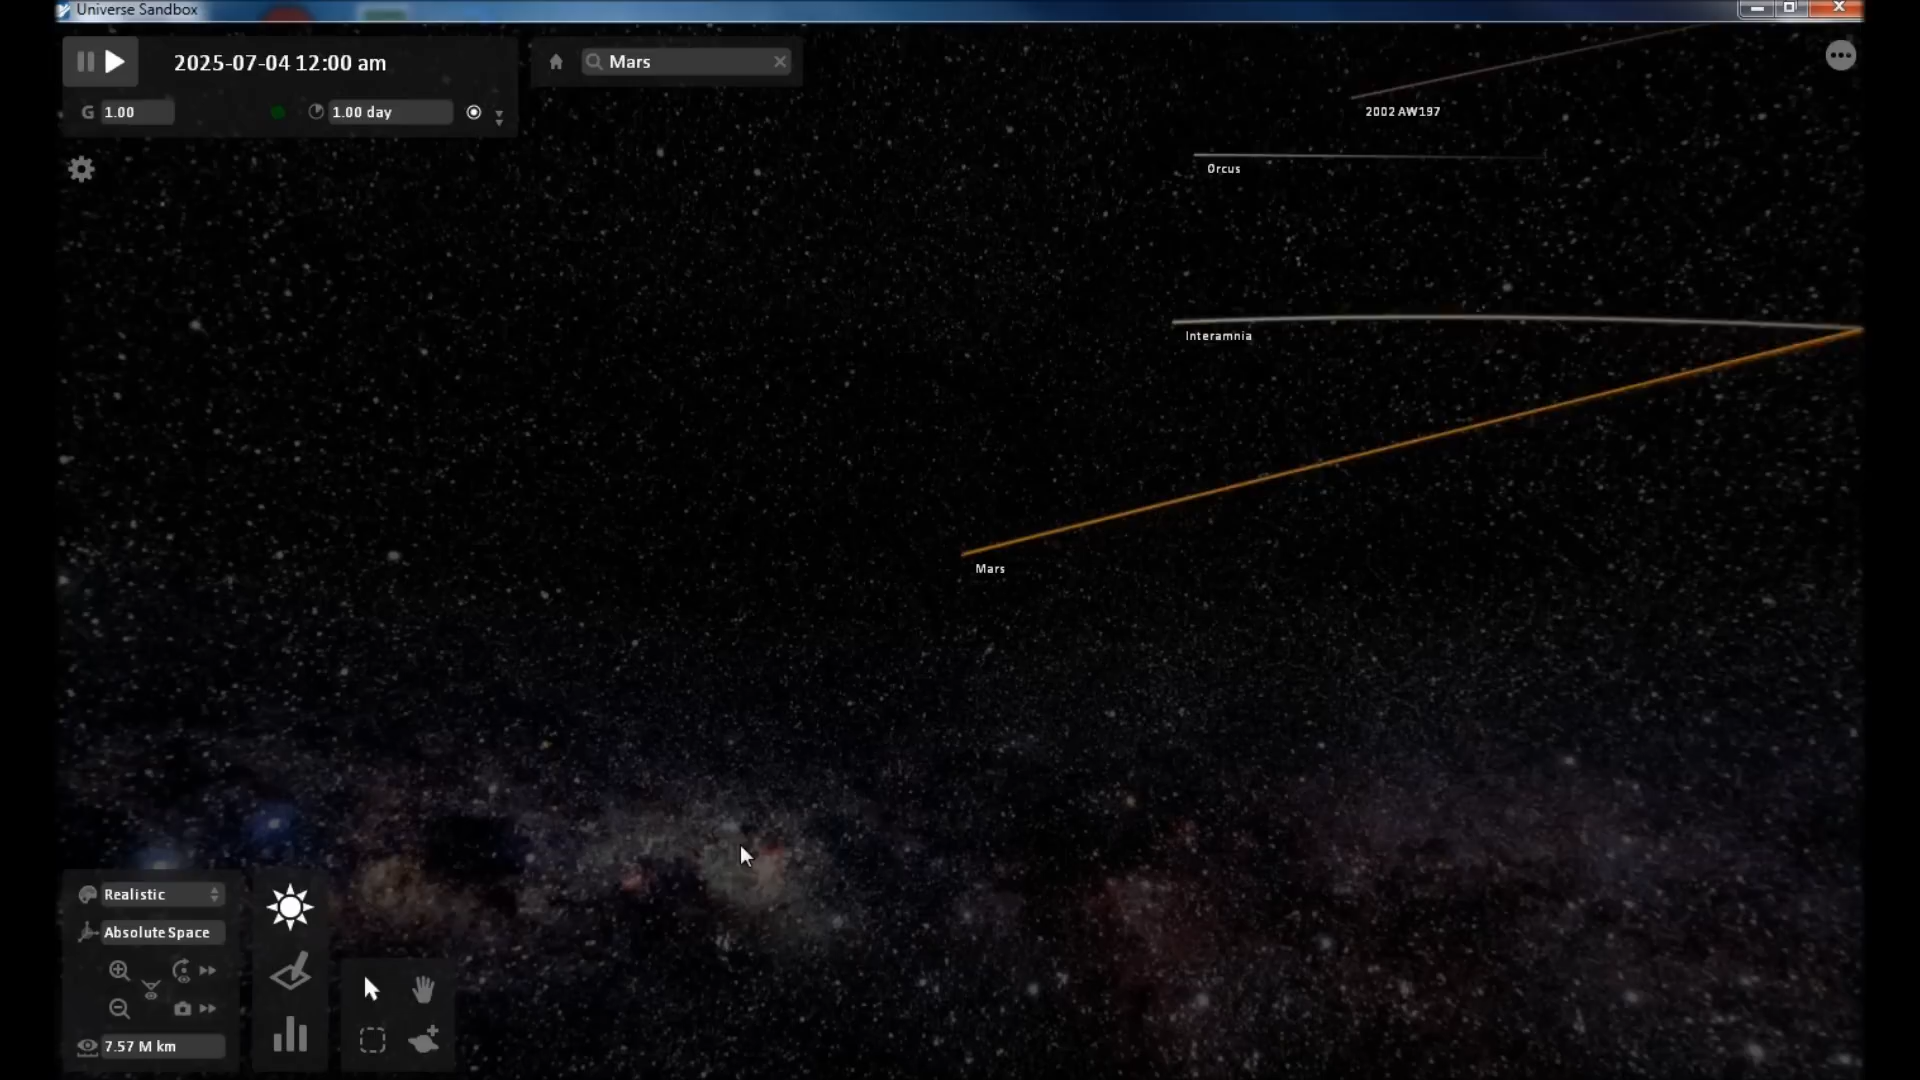 Universe Sandbox
2025-07-04 12:00 am
Mars
G 1.00
1.00 day
2002 AW197
Orcus
Interamnia
Mars
Realistic
Absolute Space
7.57 M km